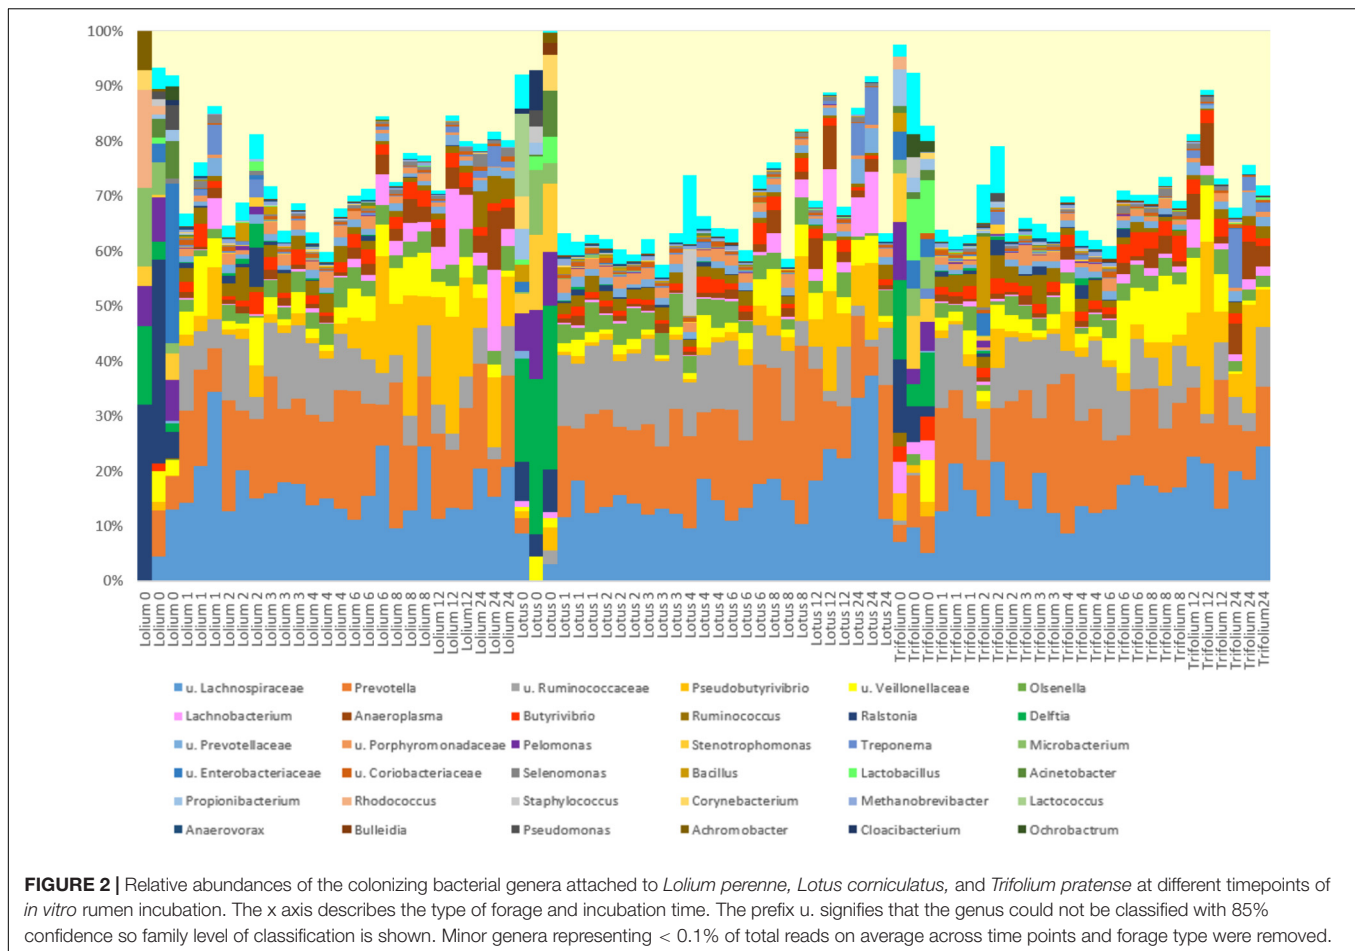 100%
90%
80%
70%
60%
50%
40%
30%
20%
10%
0%
Lolium 0
Lolium 0
Lolium 0
Lolium 1
Lolium 1
Lolium 1
Lolium 2
Lolium 2
Lolium 2
Lolium 3
Lolium 3
Lolium 3
Lolium 4
Lolium 4
Lolium 4
Lolium 6
Lolium 6
Lolium 6
Lolium 8
Lolium 8
Lolium 8
Lolium 12
Lolium 12
Lolium 12
Lolium 24
Lolium 24
Lolium 24
Lotus 0
Lotus 0
Lotus 0
Lotus 1
Lotus 1
Lotus 1
Lotus 2
Lotus 2
Lotus 2
Lotus 3
Lotus 3
Lotus 3
Lotus 4
Lotus 4
Lotus 4
Lotus 6
Lotus 6
Lotus 6
Lotus 8
Lotus 8
Lotus 8
Lotus 12
Lotus 12
Lotus 12
Lotus 24
Lotus 24
Lotus 24
Trifolium 0
Trifolium 0
Trifolium 0
Trifolium 1
Trifolium 1
Trifolium 1
Trifolium 2
Trifolium 2
Trifolium 2
Trifolium 3
Trifolium 3
Trifolium 3
Trifolium 4
Trifolium 4
Trifolium 4
Trifolium 6
Trifolium 6
Trifolium 6
Trifolium 8
Trifolium 8
Trifolium 8
Trifolium 12
Trifolium 12
Trifolium 12
Trifolium 24
Trifolium 24
Trifolium24
u. Lachnospiraceae Prevotella u. Ruminococcaceae Pseudobutyrivibrio u. Veillonellaceae Olsenella
Lachnobacterium Anaeroplasma Butyrivibrio Ruminococcus Ralstonia Delftia
u. Prevotellaceae u. Porphyromonadaceae Pelomonas Stenotrophomonas Treponema Microbacterium
u. Enterobacteriaceae u. Coriobacteriaceae Selenomonas Bacillus Lactobacillus Acinetobacter
Propionibacterium Rhodococcus Staphylococcus Corynebacterium Methanobrevibacter Lactococcus
Anaerovorax Bulleidia Pseudomonas Achromobacter Cloacibacterium Ochrobactrum
FIGURE 2 | Relative abundances of the colonizing bacterial genera attached to Lolium perenne, Lotus corniculatus, and Trifolium pratense at different timepoints of
in vitro rumen incubation. The x axis describes the type of forage and incubation time. The prefix u. signifies that the genus could not be classified with 85%
confidence so family level of classification is shown. Minor genera representing < 0.1% of total reads on average across time points and forage type were removed.